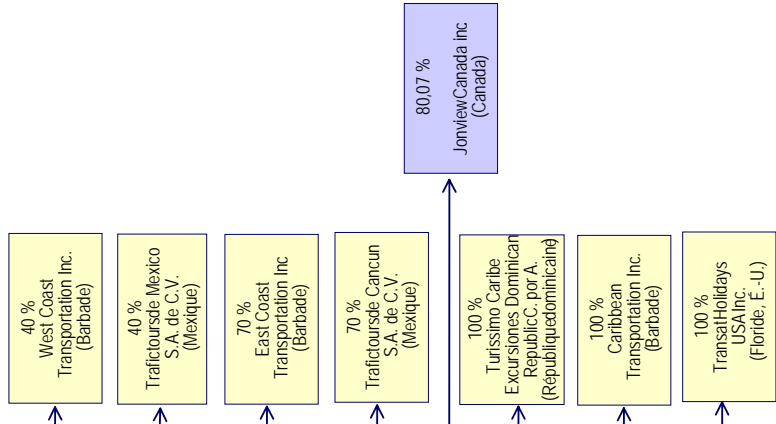 40 %
West Coast
Transportation Inc.
(Barbade)
40 %
Trafictoursde Mexico
S.A. de C.V.
(Mexique)
70 %
East Coast
Transportation Inc
(Barbade)
70 %
Trafictoursde Cancun
S.A. de C.V.
(Mexique)
80,07 %
JonviewCanada inc
(Canada)
100 %
Turissimo Caribe
Excursiones Dominican
RepublicC. por A.
(Républiquedominicaine)
100 %
Caribbean
Transportation Inc.
(Barbade)
100 %
TransatHolidays
USA Inc.
(Floride, É.-U.)